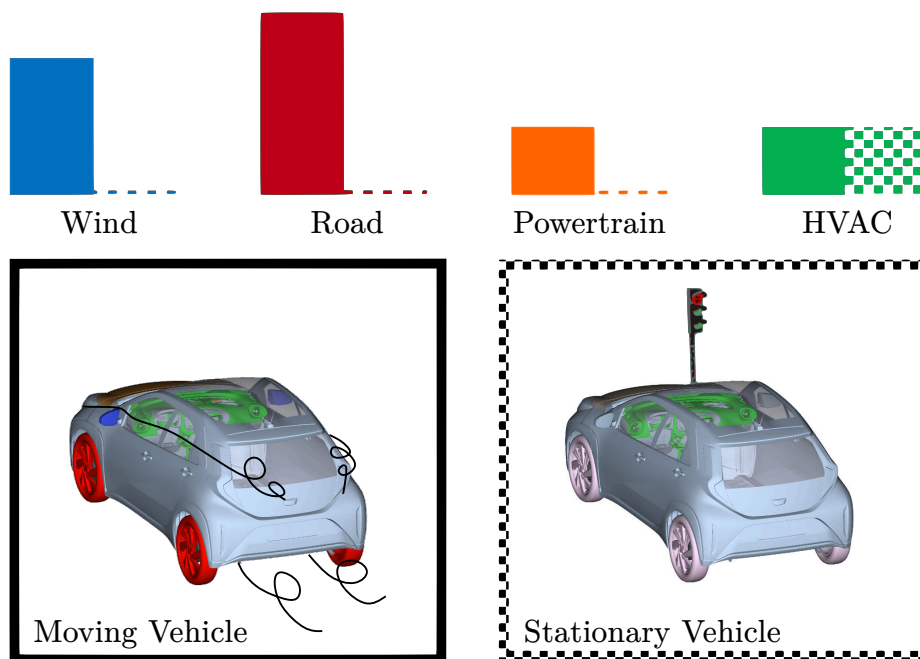 Wind
Road
Powertrain
HVAC
Moving Vehicle
Stationary Vehicle